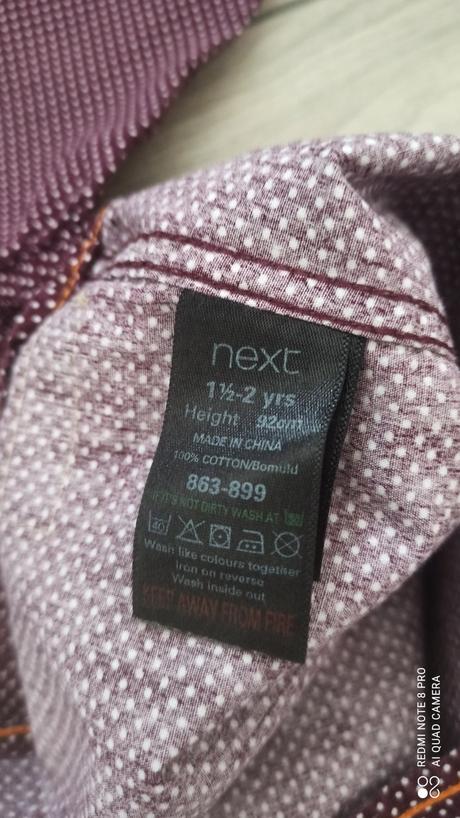 next
1½-2 yrs
Height 92cm
MADE IN CHINA
100% COTTON/Bomuld
863-899
IF IT'S NOT DIRTY WASH AT 30
40
Wash like colours together
Iron on reverse
Wash inside out
KEEP AWAY FROM FIRE
REDMI NOTE 8 PRO
AI QUAD CAMERA